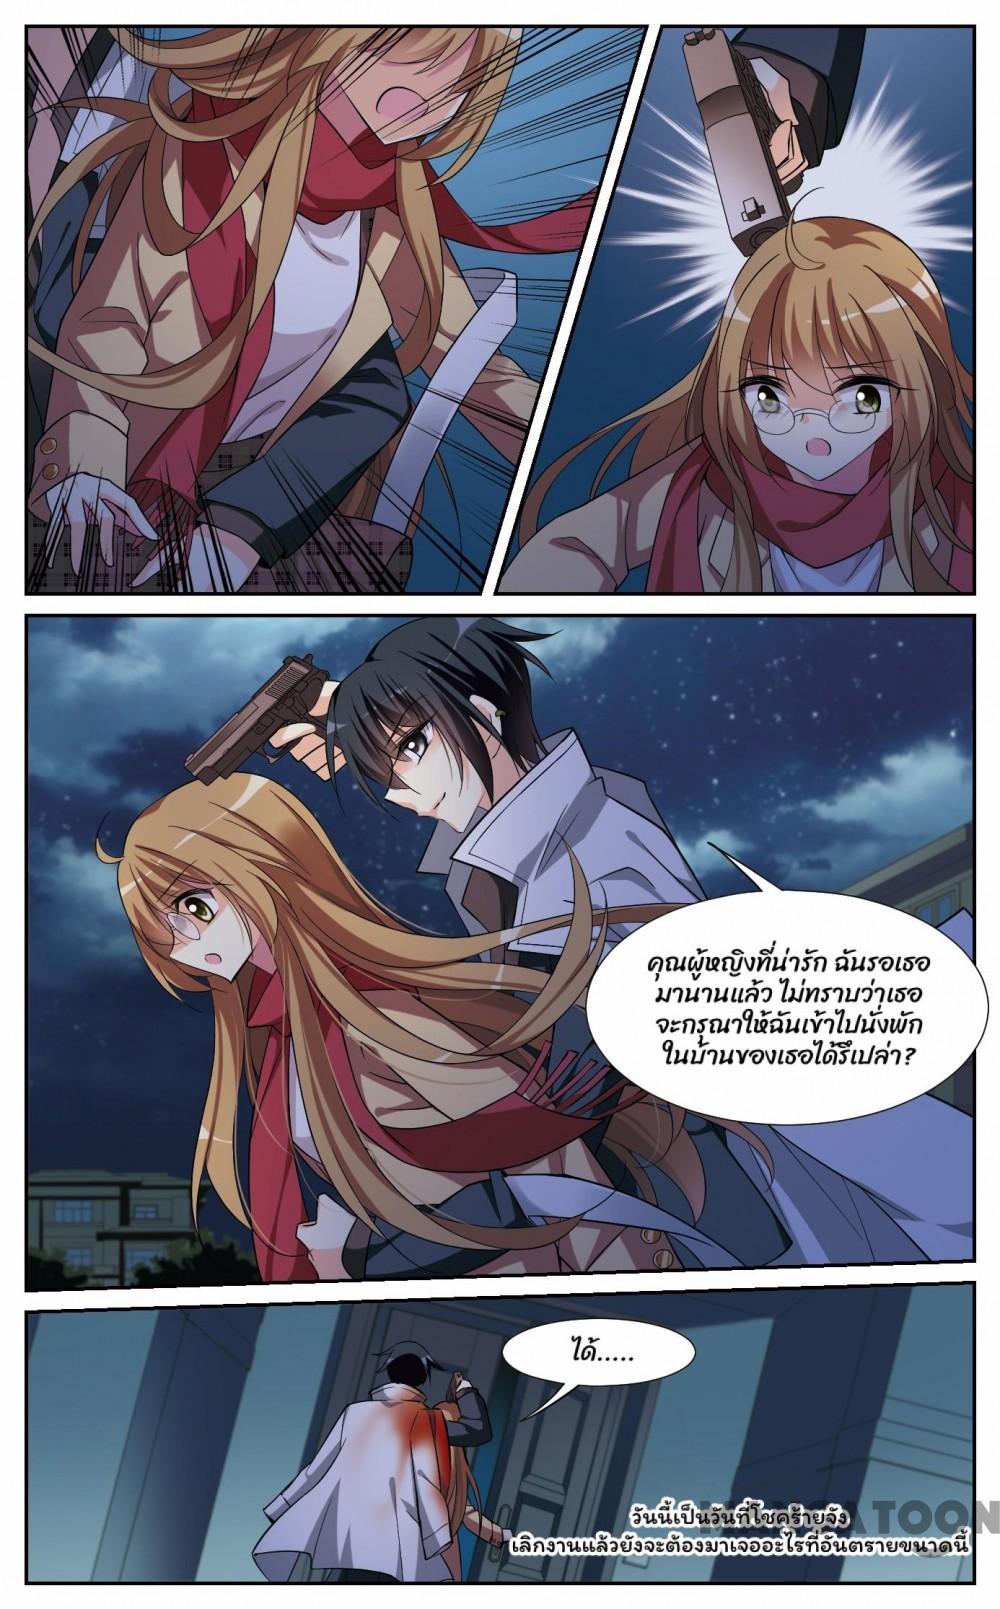 คุณผู้หญิงที่น่ารัก ฉันรอเธอ
มานานแล้ว ไม่ทราบว่าเธอ
จะกรุณาให้ฉันเข้าไปนั่งพัก
ในบ้านของเธอได้รึเปล่า?
ได้.....
วันนี้เป็นวันที่โชคร้ายจัง
เลิกงานแล้วยังจะต้องมาเจออะไรที่อันตรายขนาดนี้
MANGATOON